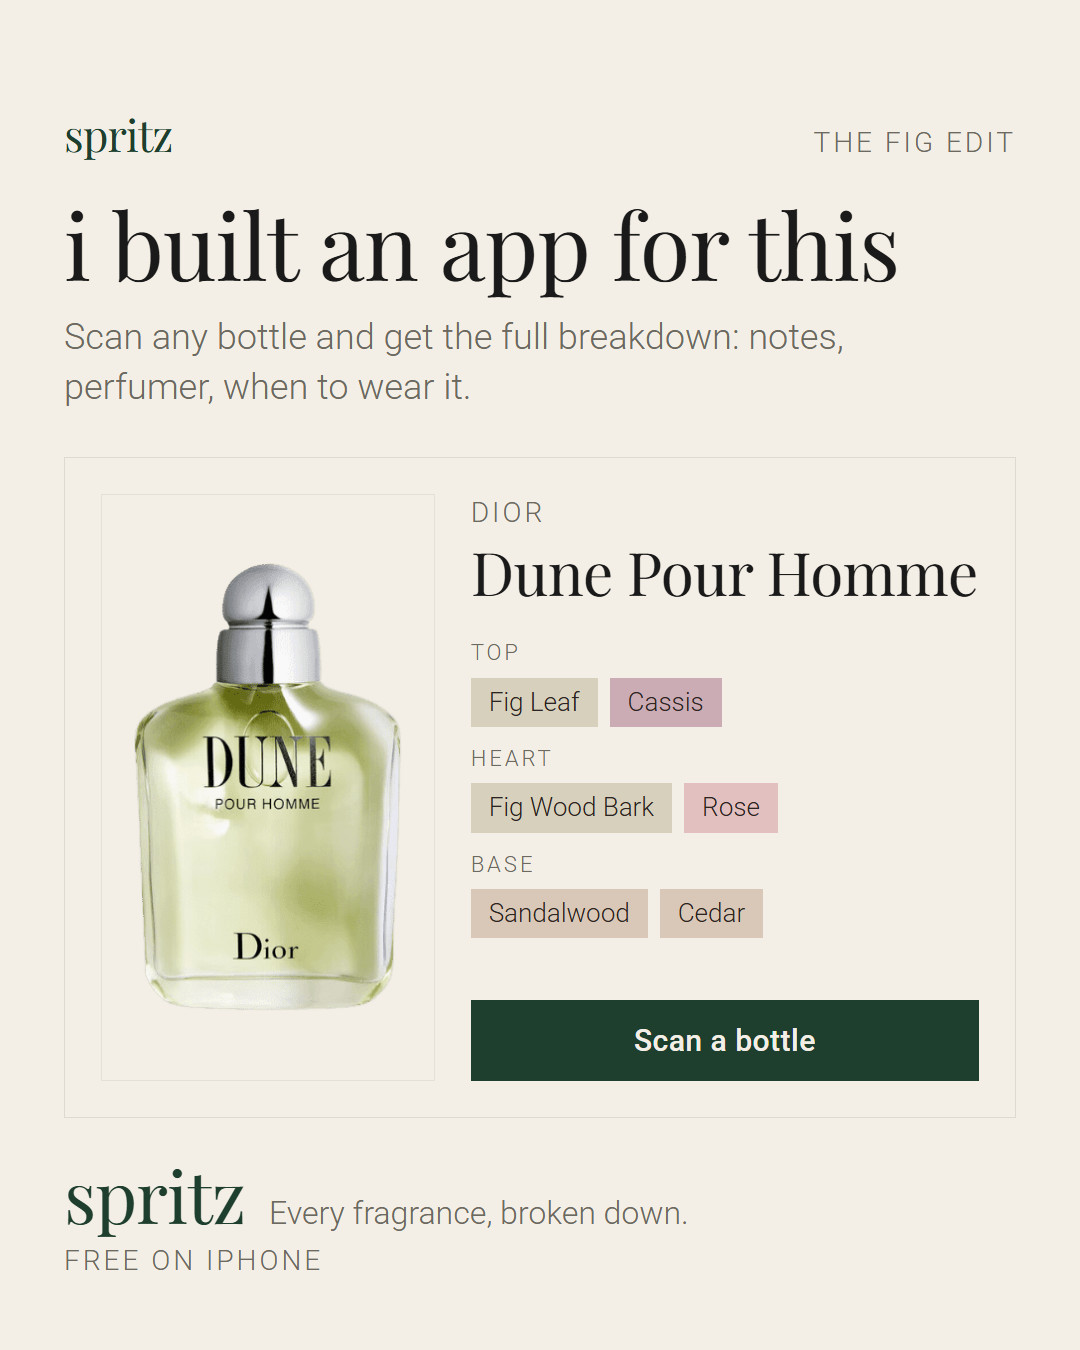 spritz
THE FIG EDIT
i built an app for this
Scan any bottle and get the full breakdown: notes,
perfumer, when to wear it.
DUNE
POUR HOMME
Dior
DIOR
Dune Pour Homme
TOP
Fig Leaf
Cassis
HEART
Fig Wood Bark
Rose
BASE
Sandalwood
Cedar
Scan a bottle
spritz
Every fragrance, broken down.
FREE ON IPHONE